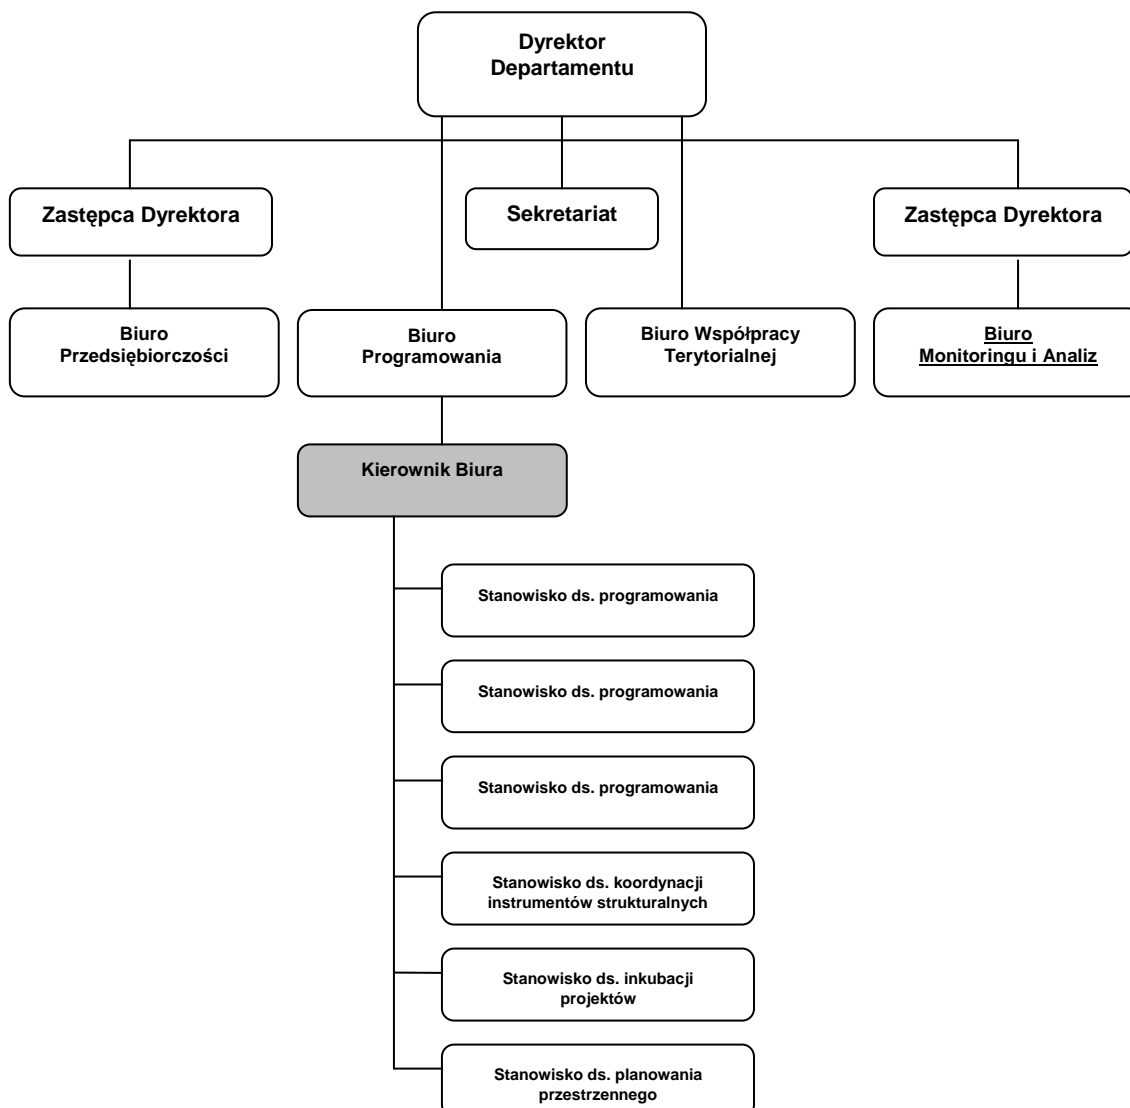 Dyrektor
Departamentu
Zastępca Dyrektora
Sekretariat
Zastępca Dyrektora
Biuro
Przedsiębiorczości
Biuro
Programowania
Biuro Współpracy
Terytorialnej
Biuro
Monitoringu i Analiz
Kierownik Biura
Stanowisko ds. programowania
Stanowisko ds. programowania
Stanowisko ds. programowania
Stanowisko ds. koordynacji
instrumentów strukturalnych
Stanowisko ds. inkubacji
projektów
Stanowisko ds. planowania
przestrzennego